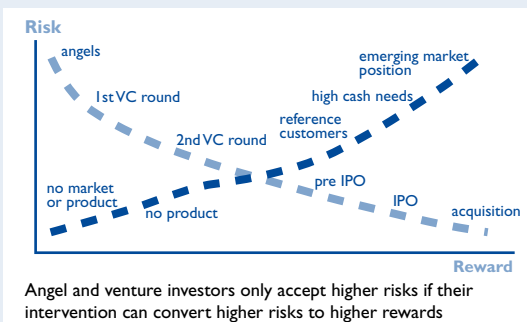 Risk
angels
emerging market
position
1st VC round
high cash needs
reference
customers
2nd VC round
no market
or product
pre IPO
no product
IPO
acquisition
Reward
Angel and venture investors only accept higher risks if their
intervention can convert higher risks to higher rewards